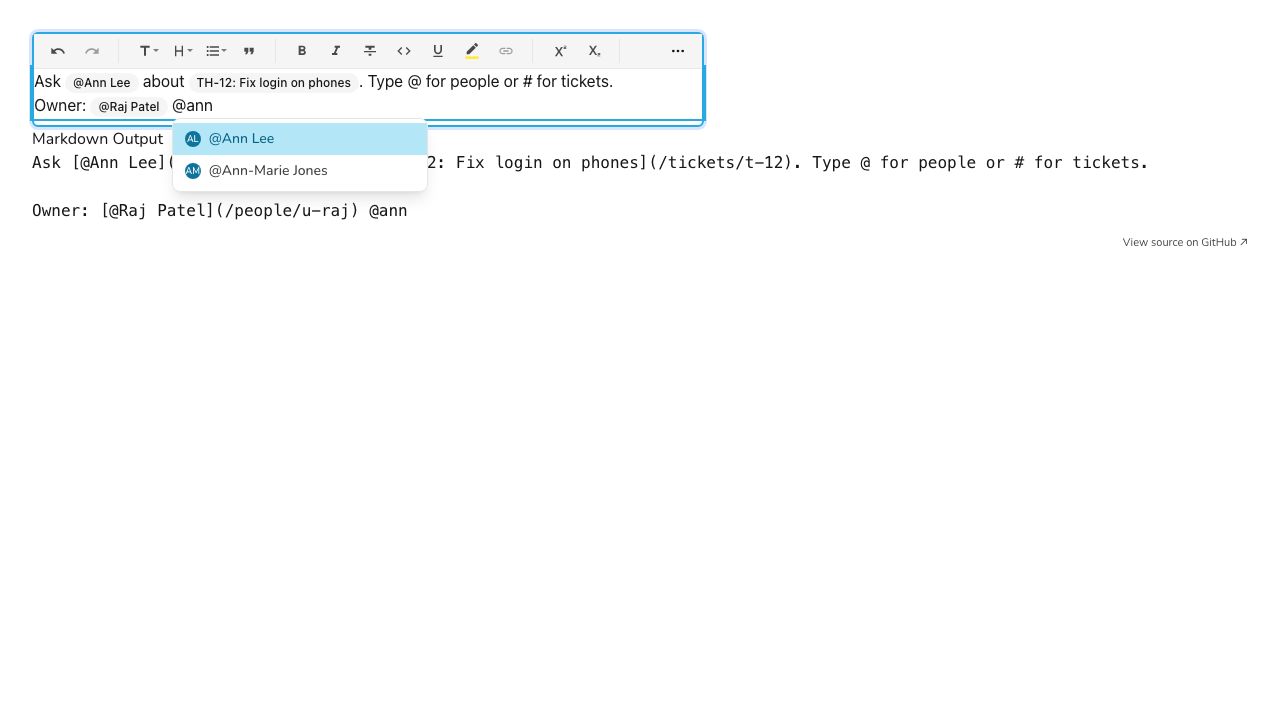 T H B I <> U X X
Ask @Ann Lee about TH-12: Fix login on phones . Type @ for people or # for tickets.
Owner: @Raj Patel @ann
Markdown Output
AL @Ann Lee
AM @Ann-Marie Jones
Ask [@Ann Lee]( 2: Fix login on phones](/tickets/t-12). Type @ for people or # for tickets.
Owner: [@Raj Patel](/people/u-raj) @ann
View source on GitHub ↗